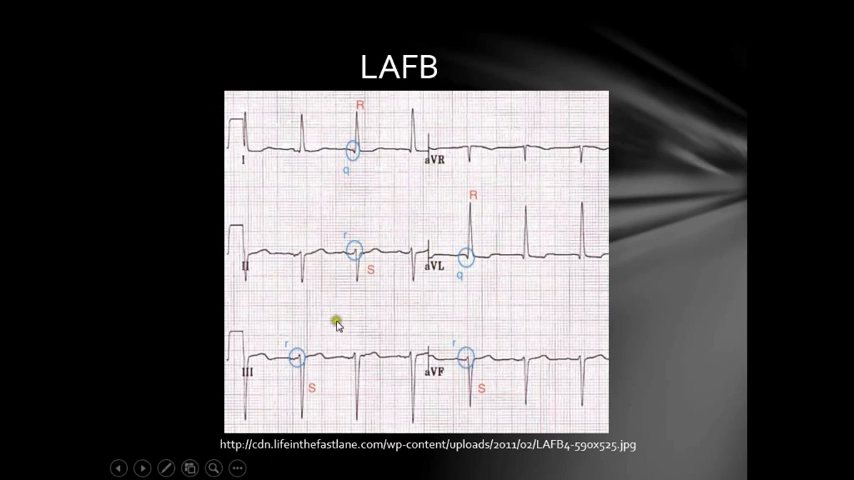 LAFB
R
I
q
aVR
R
r
II
S
aVL
q
r
r
III
aVF
S
S
http://cdn.lifeinthefastlane.com/wp-content/uploads/2011/02/LAFB4-590x525.jpg